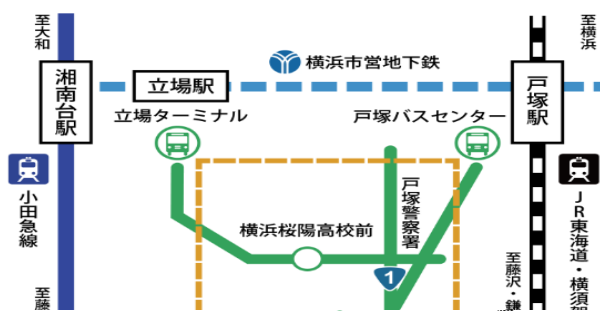 至大和
至横浜
横浜市営地下鉄
湘南台駅
立場駅
戸塚駅
立場ターミナル
戸塚バスセンター
小田急線
戸塚警察署
横浜桜陽高校前
1
JR東海道・横須賀
至藤沢・鎌
至藤